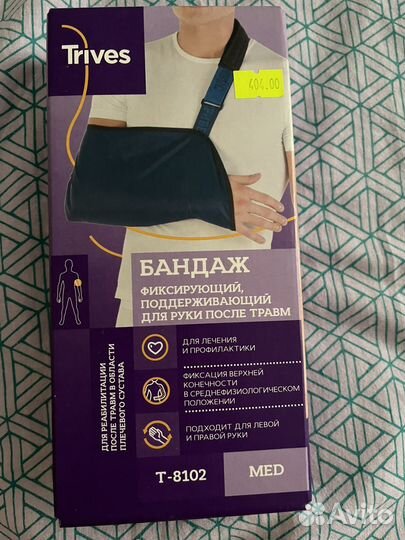 Trives
404.00
БАНДАЖ
ФИКСИРУЮЩИЙ,
ПОДДЕРЖИВАЮЩИЙ
ДЛЯ РУКИ ПОСЛЕ ТРАВМ
ДЛЯ РЕАБИЛИТАЦИИ
ПОСЛЕ ТРАВМ В ОБЛАСТИ
ПЛЕЧЕВОГО СУСТАВА
ДЛЯ ЛЕЧЕНИЯ
И ПРОФИЛАКТИКИ
ФИКСАЦИЯ ВЕРХНЕЙ
КОНЕЧНОСТИ
В СРЕДНЕФИЗИОЛОГИЧЕСКОМ
ПОЛОЖЕНИИ
ПОДХОДИТ ДЛЯ ЛЕВОЙ
И ПРАВОЙ РУКИ
Т-8102
MED
Avito